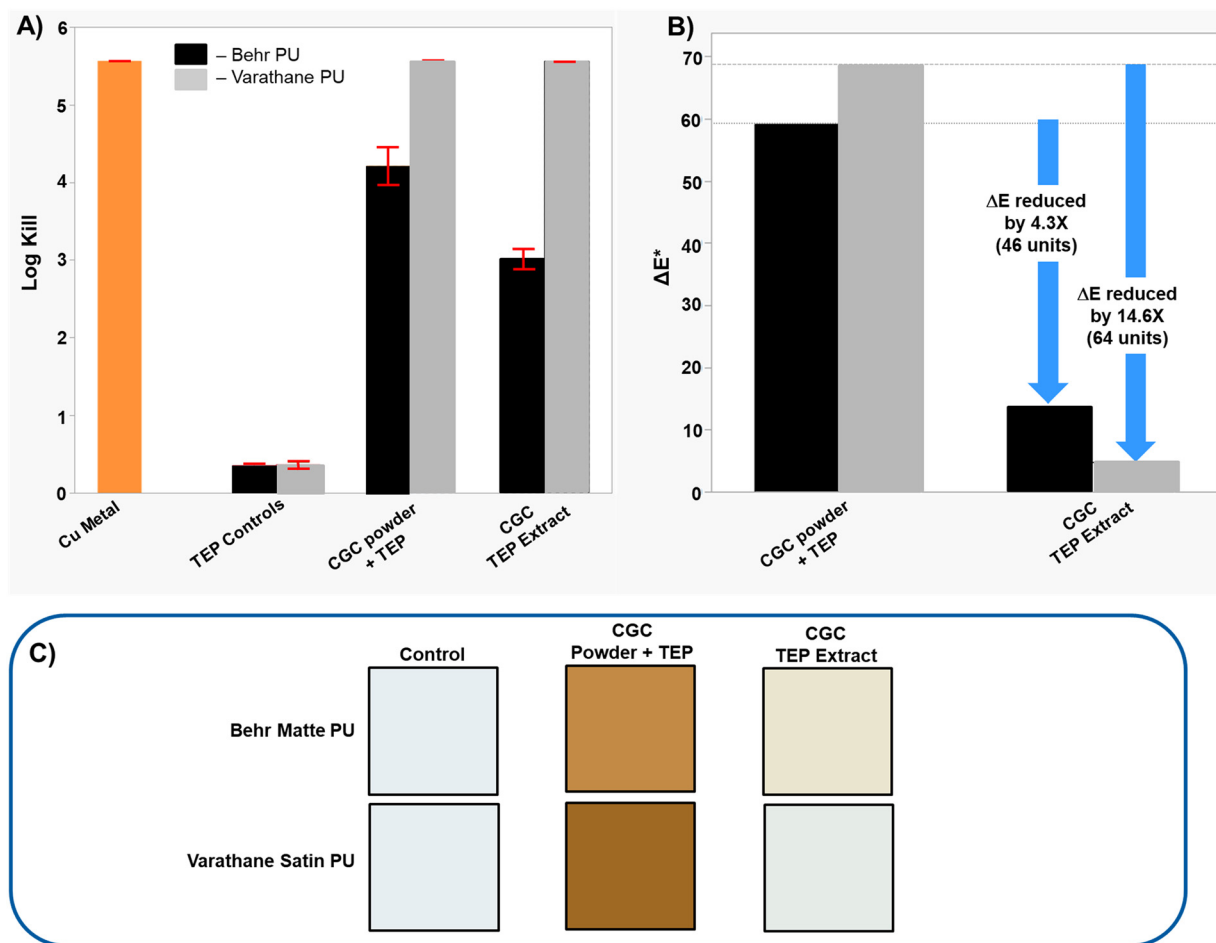 A)
6
5
4
3
2
1
0
Log Kill
– Behr PU
– Varathane PU
Cu Metal
TEP Controls
CGC powder
+ TEP
CGC
TEP Extract
B)
70
60
50
40
30
20
10
0
ΔE*
ΔE reduced
by 4.3X
(46 units)
ΔE reduced
by 14.6X
(64 units)
CGC powder
+ TEP
CGC
TEP Extract
C)
Control
CGC
Powder + TEP
CGC
TEP Extract
Behr Matte PU
Varathane Satin PU